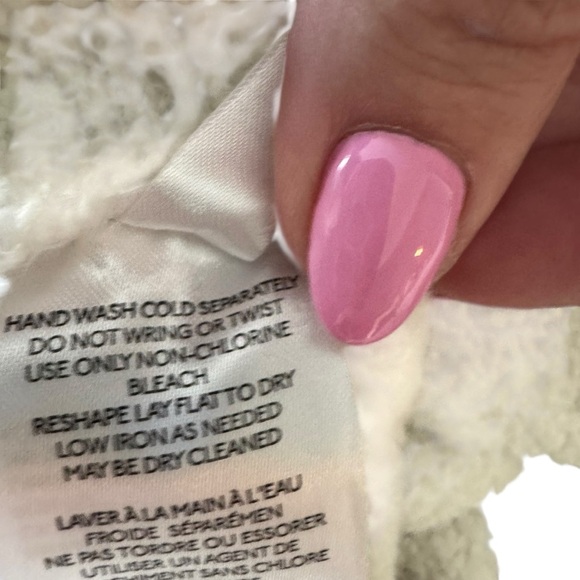 HAND WASH COLD SEPARATELY
DO NOT WRING OR TWIST
USE ONLY NON-CHLORINE
BLEACH
RESHAPE LAY FLAT TO DRY
LOW IRON AS NEEDED
MAY BE DRY CLEANED
LAVER À LA MAIN À L'EAU
FROIDE SÉPARÉMEN
NE PAS TORDRE OU ESSORER
UTILISER UN AGENT DE
CHIMENT SANS CHLORE